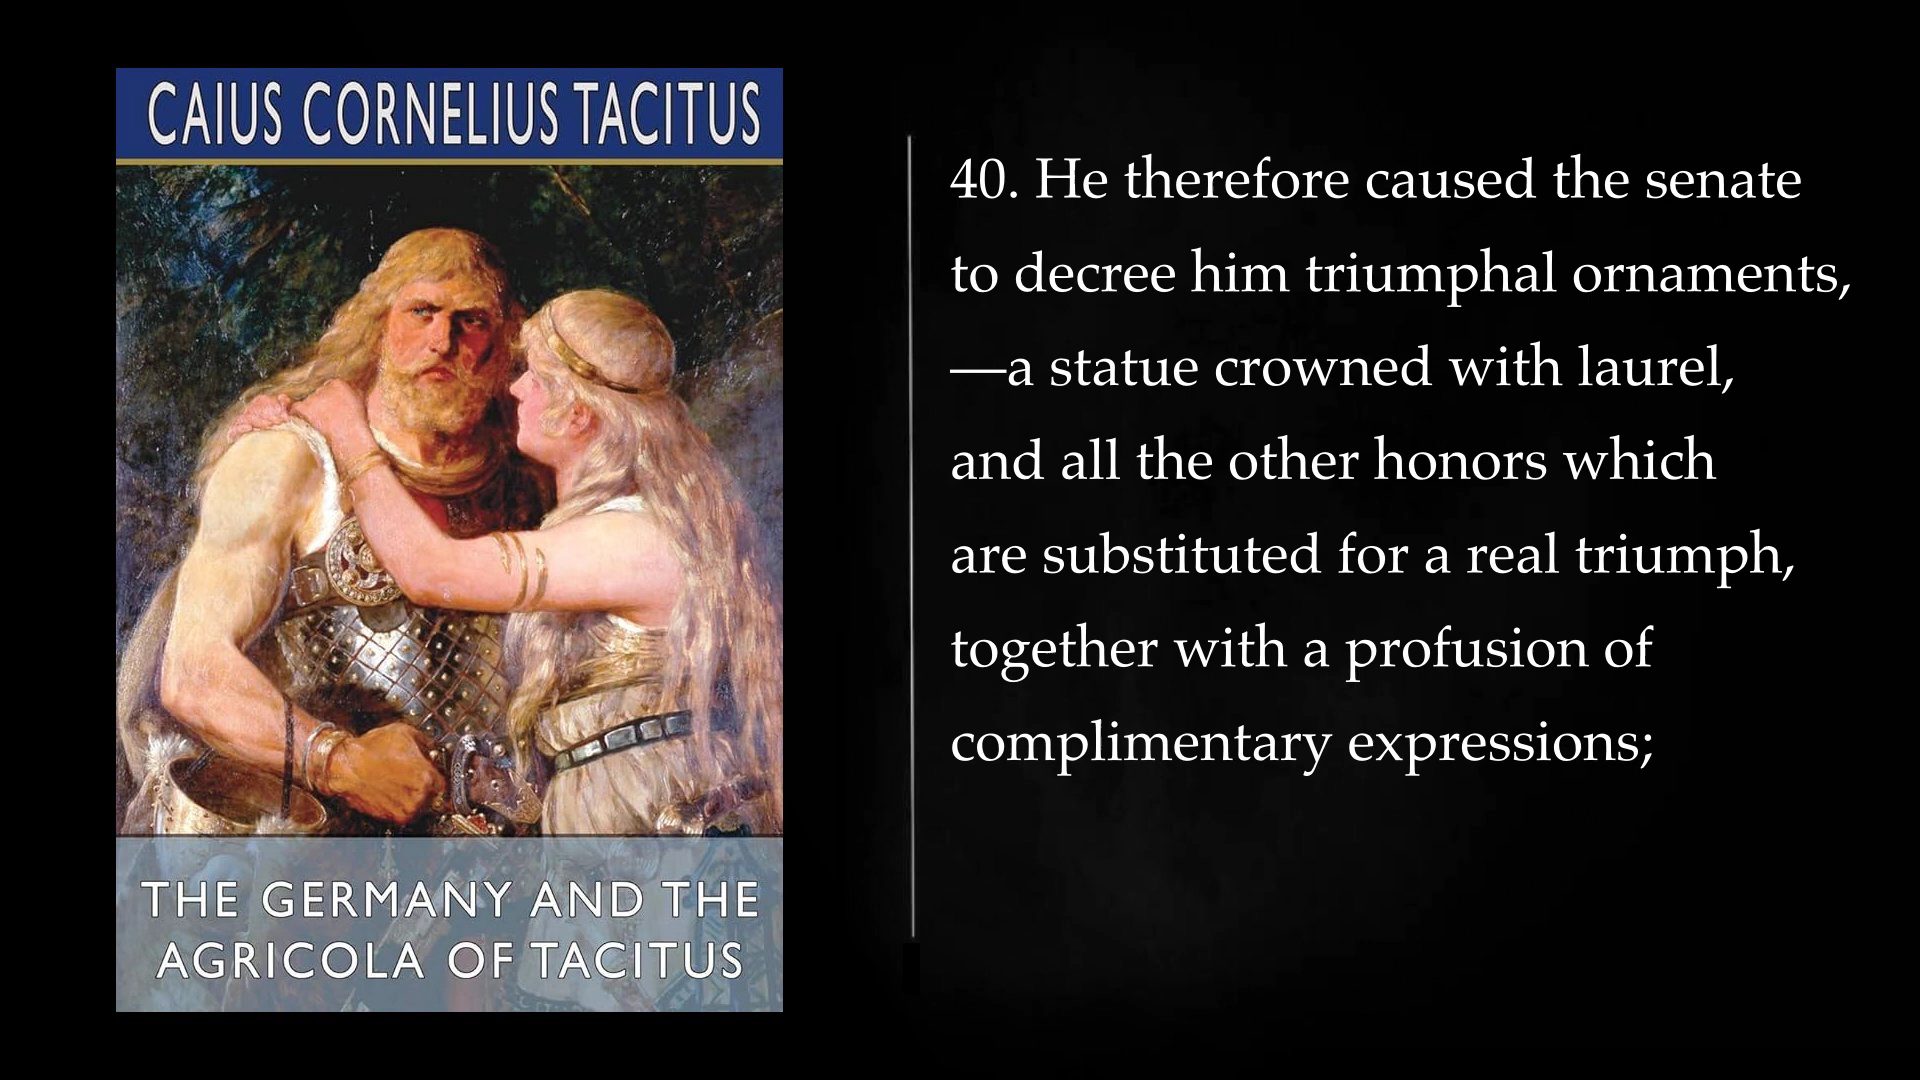 CAIUS CORNELIUS TACITUS
THE GERMANY AND THE
AGRICOLA OF TACITUS
40. He therefore caused the senate
to decree him triumphal ornaments,
—a statue crowned with laurel,
and all the other honors which
are substituted for a real triumph,
together with a profusion of
complimentary expressions;